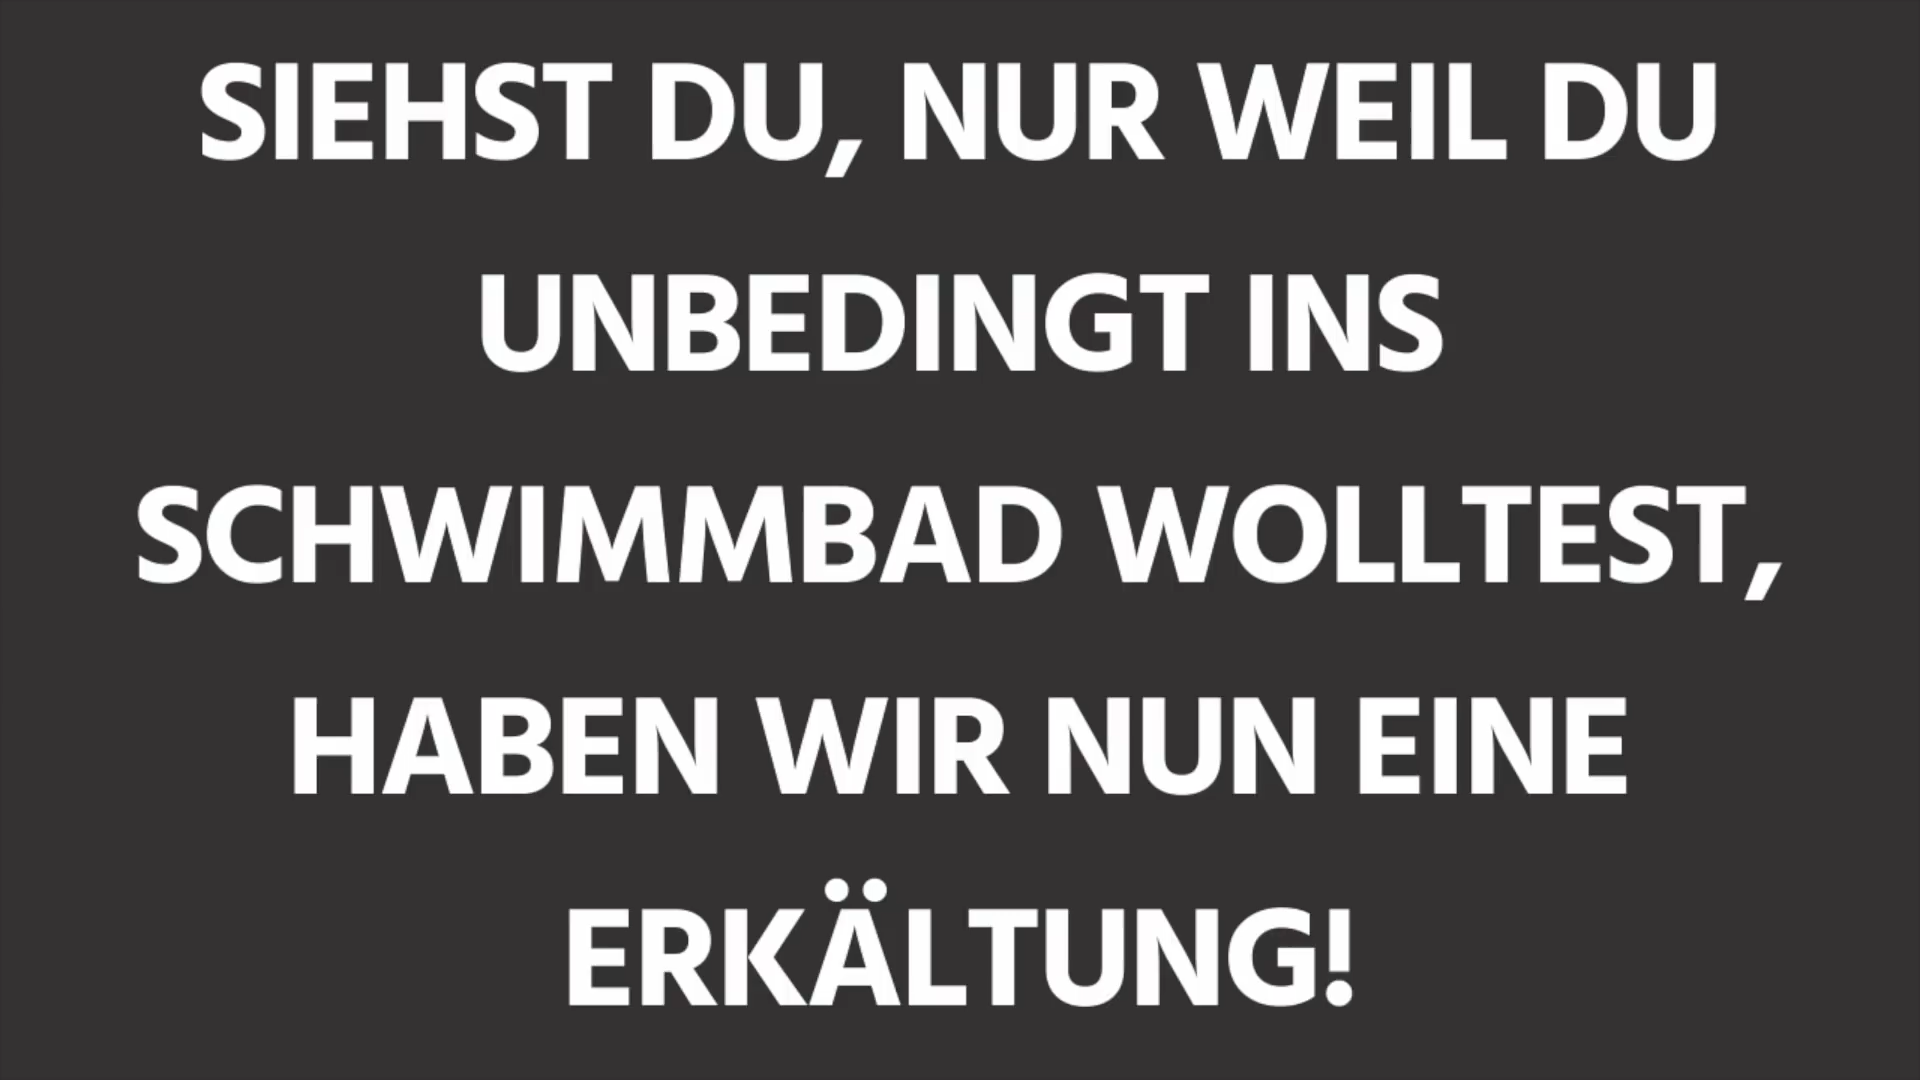 SIEHST DU, NUR WEIL DU
UNBEDINGT INS
SCHWIMMBAD WOLLTEST,
HABEN WIR NUN EINE
ERKÄLTUNG!